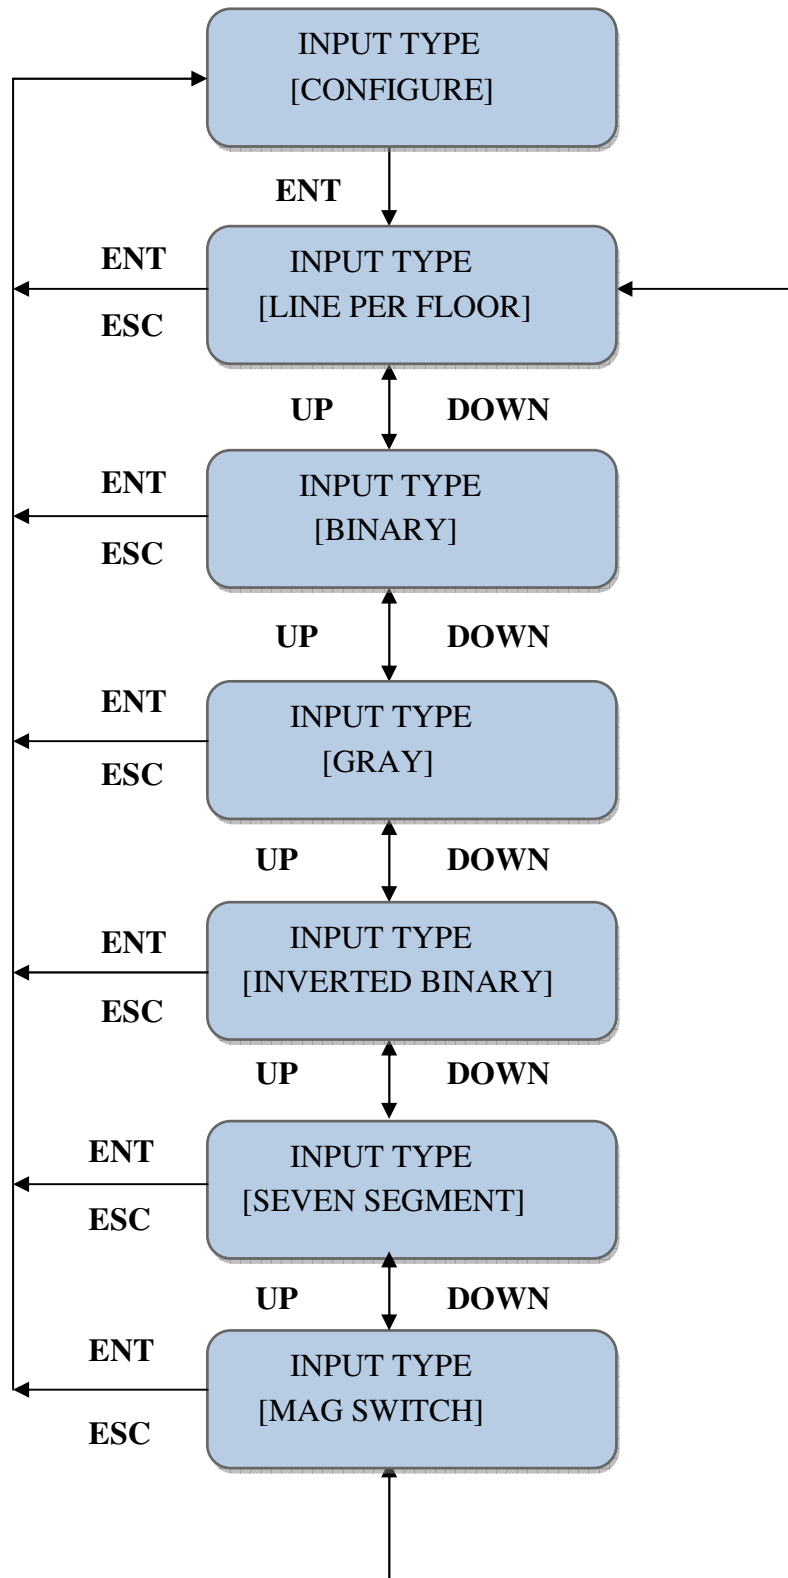 INPUT TYPE
[CONFIGURE]
ENT
INPUT TYPE
[LINE PER FLOOR]
ENT
ESC
UP DOWN
INPUT TYPE
[BINARY]
ENT
ESC
UP DOWN
INPUT TYPE
[GRAY]
ENT
ESC
UP DOWN
INPUT TYPE
[INVERTED BINARY]
ENT
ESC
UP DOWN
INPUT TYPE
[SEVEN SEGMENT]
ENT
ESC
UP DOWN
INPUT TYPE
[MAG SWITCH]
ENT
ESC